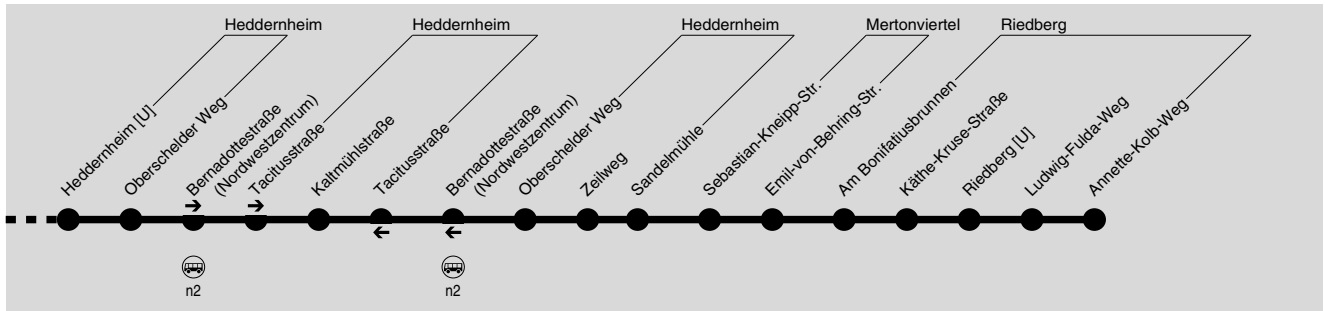 Heddernheim
Heddernheim
Heddernheim
Mertonviertel
Riedberg
Heddernheim [U]
Oberschelder Weg
Bernadottestraße
(Nordwestzentrum)
Tacitusstraße
Kaltmühlstraße
Tacitusstraße
Bernadottestraße
(Nordwestzentrum)
Oberschelder Weg
Zeilweg
Sandelmühle
Sebastian-Kneipp-Str.
Emil-von-Behring-Str.
Am Bonifatiusbrunnen
Käthe-Kruse-Straße
Riedberg [U]
Ludwig-Fulda-Weg
Annette-Kolb-Weg
n2
n2